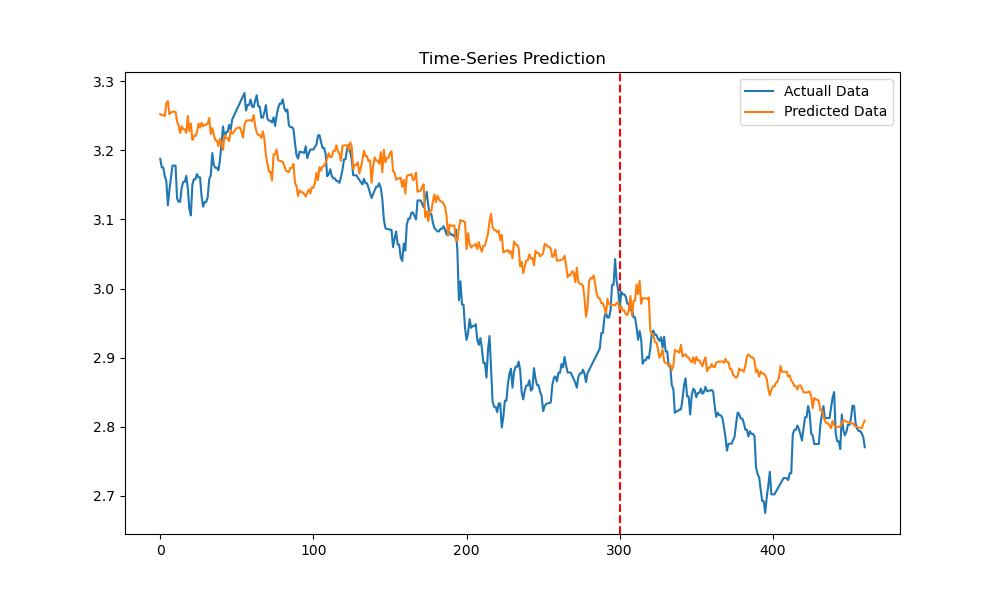 Time-Series Prediction
Actuall Data
Predicted Data
3.3
3.2
3.1
3.0
2.9
2.8
2.7
0 100 200 300 400